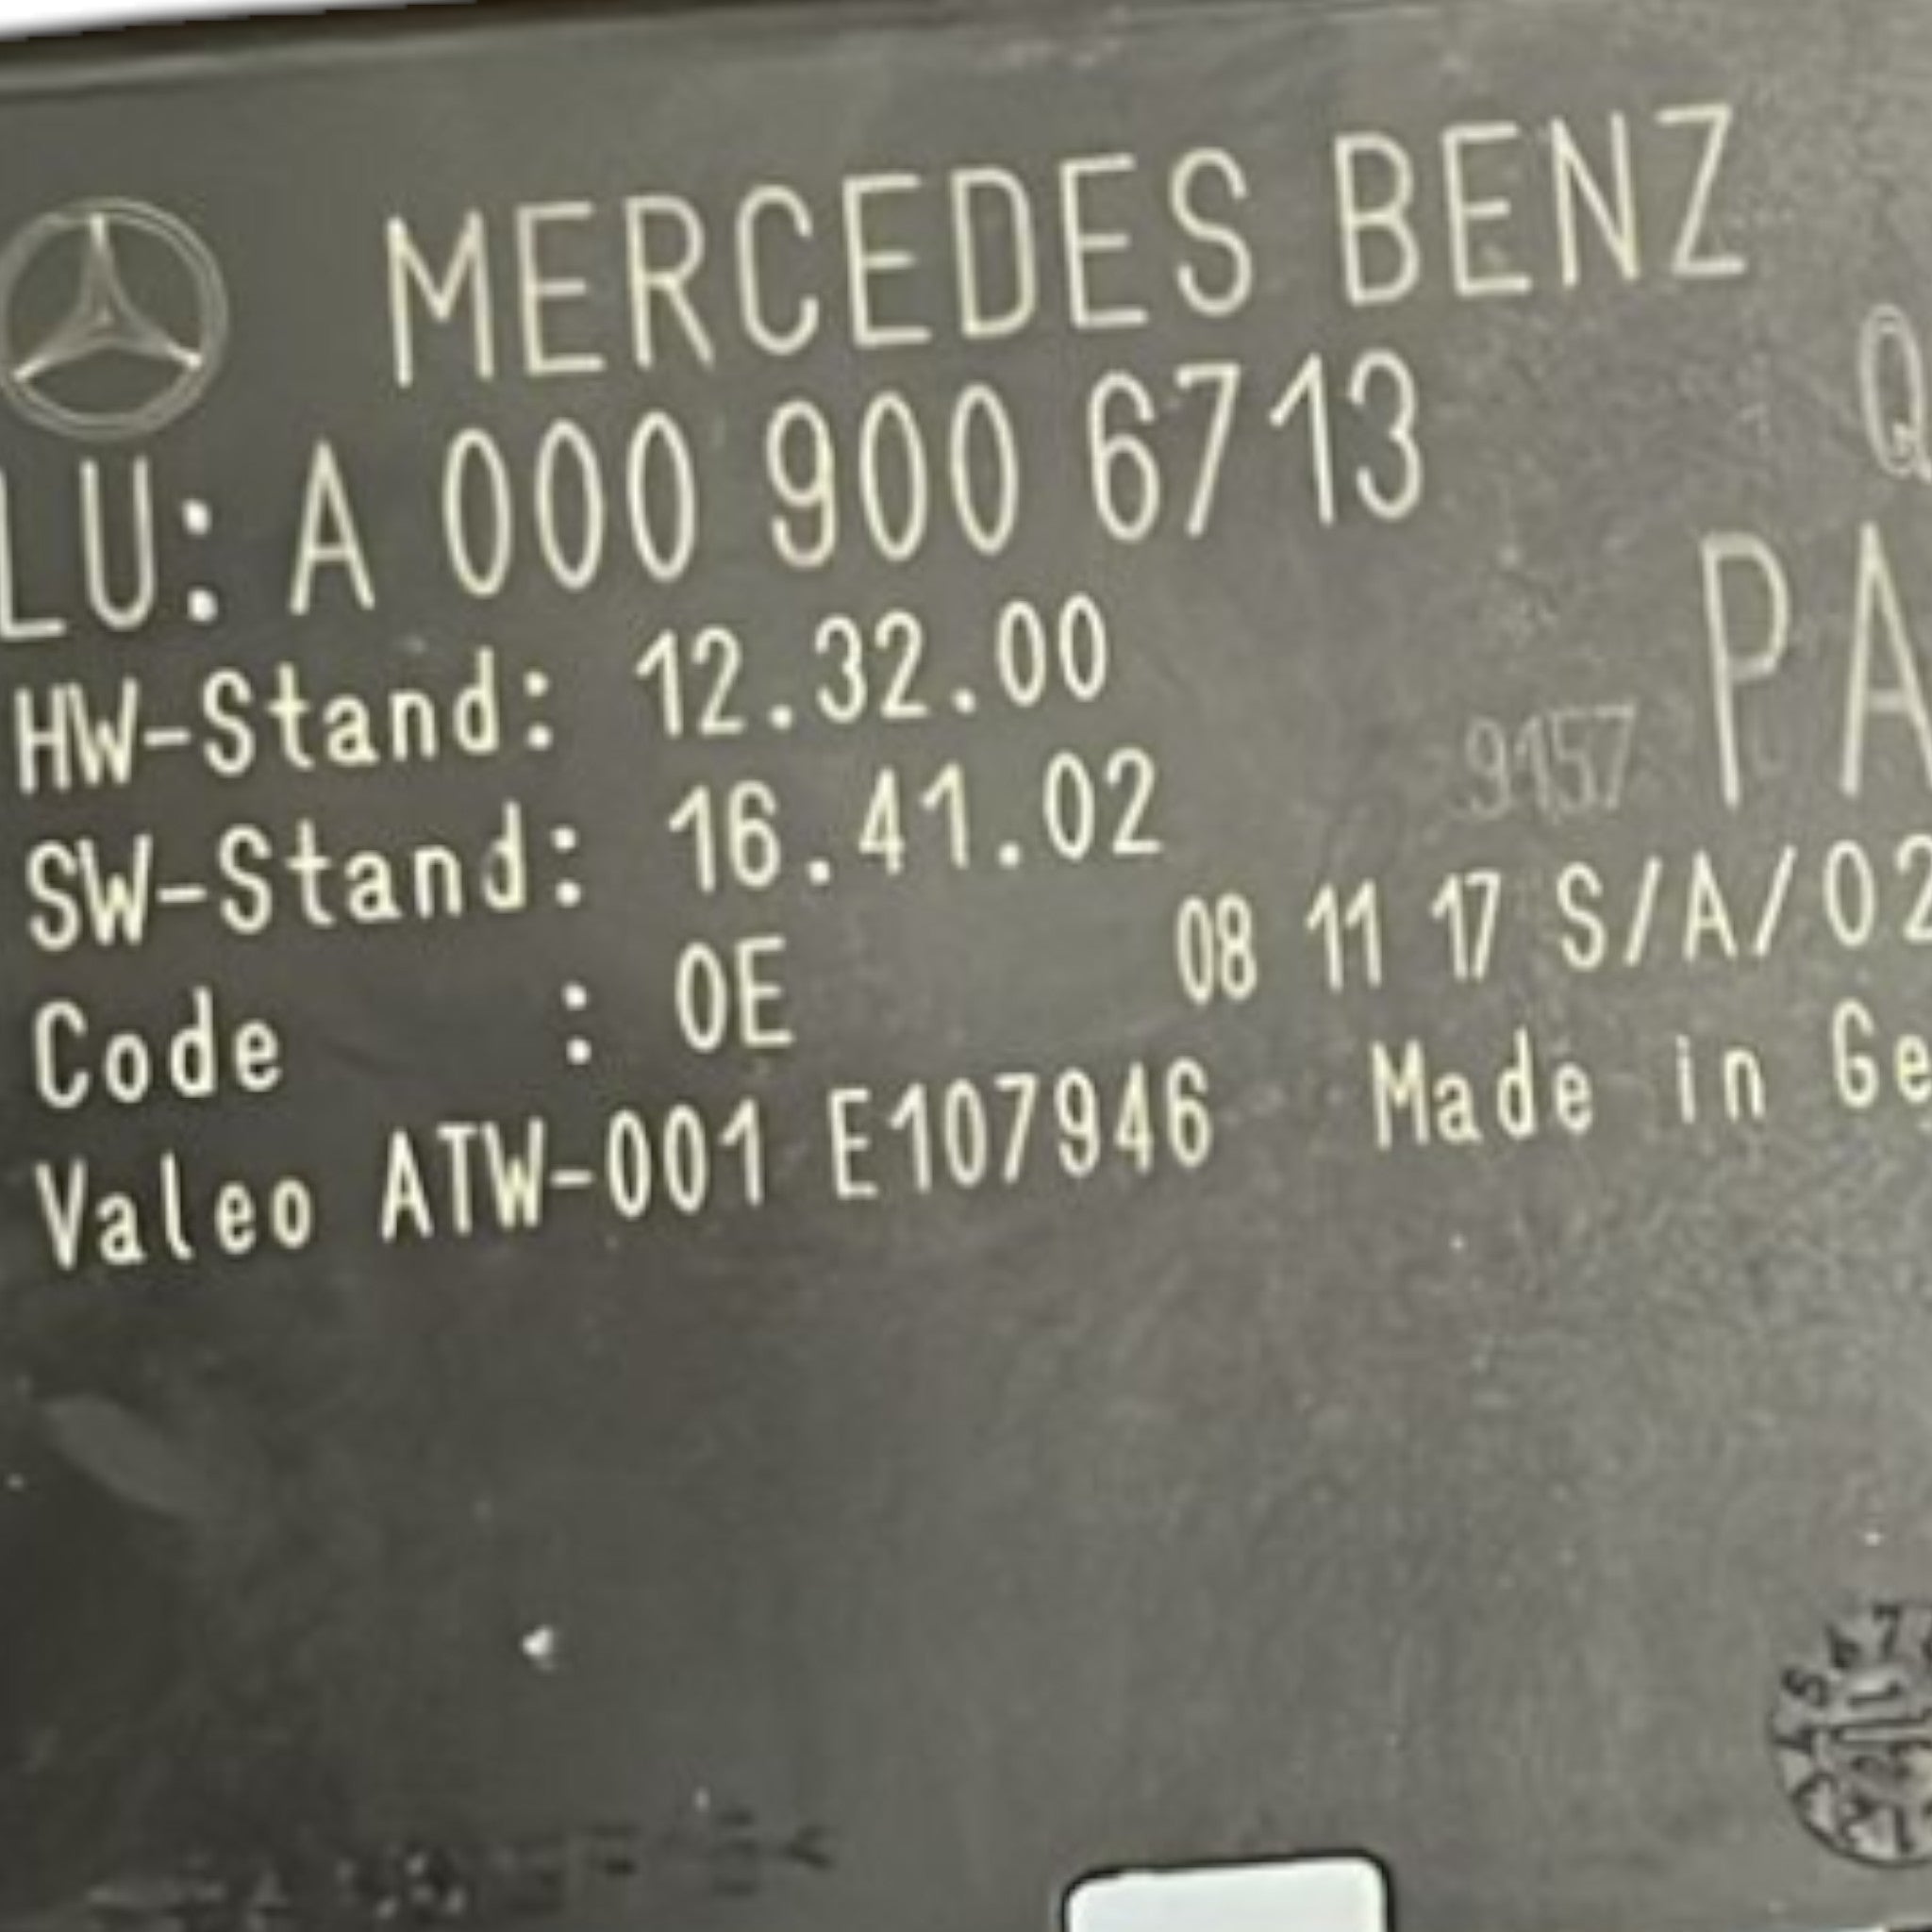 MERCEDES BENZ
LU: A 000 900 6713
Q
HW-Stand: 12.32.00
PA
9157
SW-Stand: 16.41.02
08 11 17 S/A/02
Code : 0E
Valeo ATW-001 E107946 Made in Ge